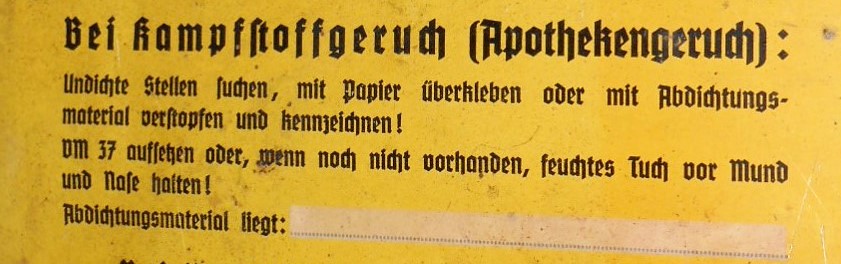 Bei Kampfstoffgeruch (Apothekengeruch):
Undichte Stellen suchen, mit Papier überkleben oder mit Abdichtungs-
material verstopfen und kennzeichnen!
VM 37 aufsetzen oder, wenn noch nicht vorhanden, feuchtes Tuch vor Mund
und Nase halten!
Abdichtungsmaterial liegt: